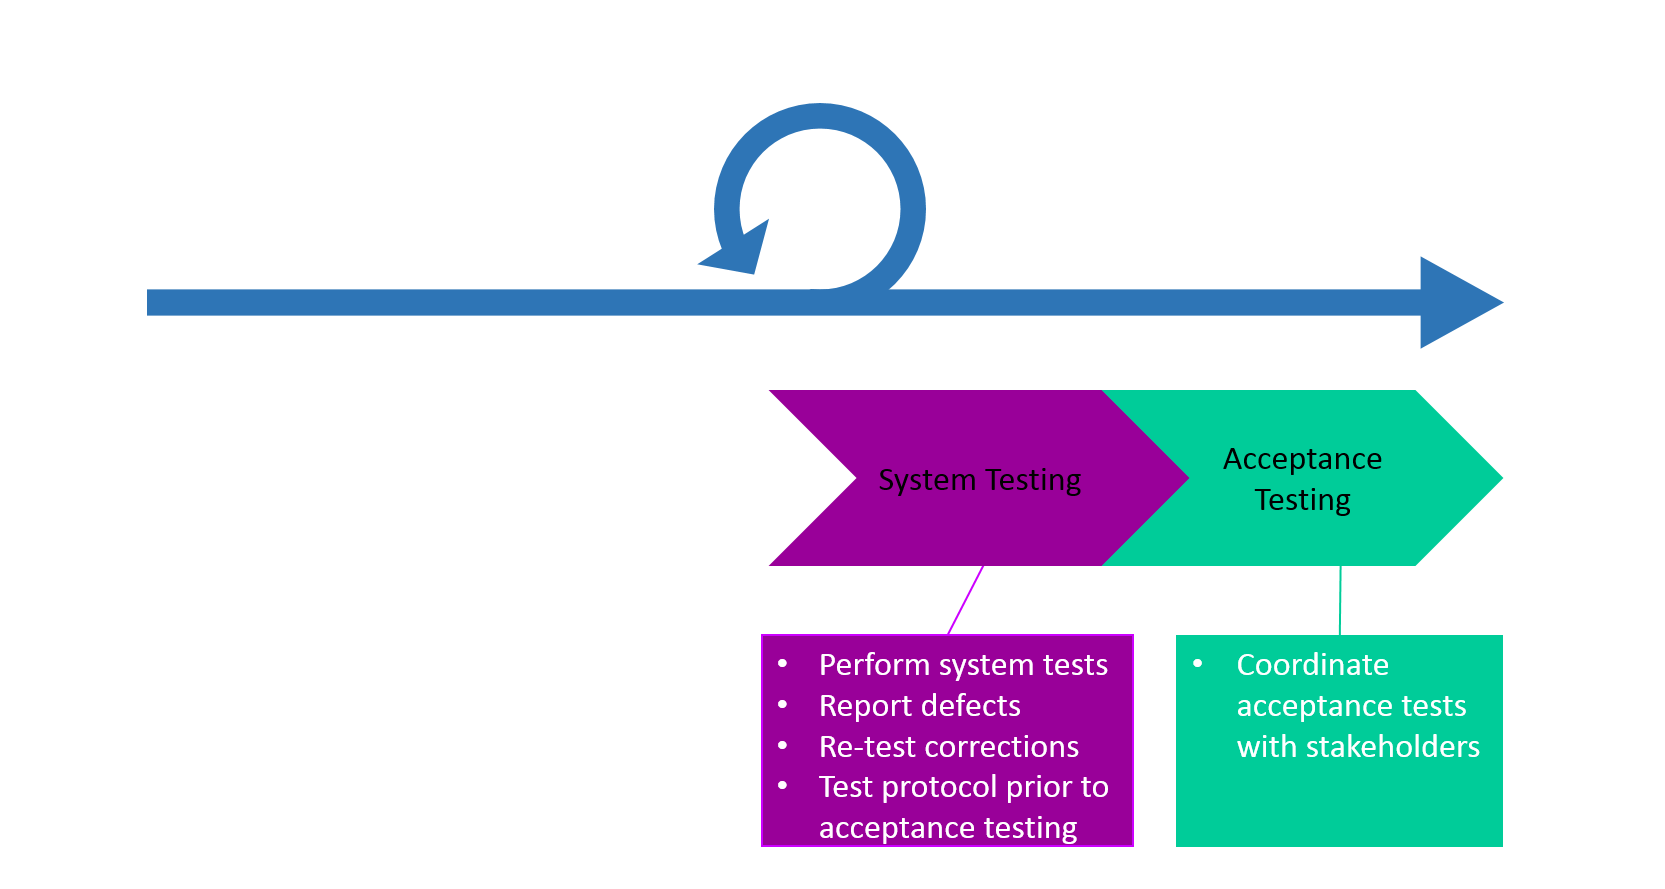 System Testing
Acceptance
Testing
• Perform system tests
• Report defects
• Re-test corrections
• Test protocol prior to
acceptance testing
• Coordinate
acceptance tests
with stakeholders